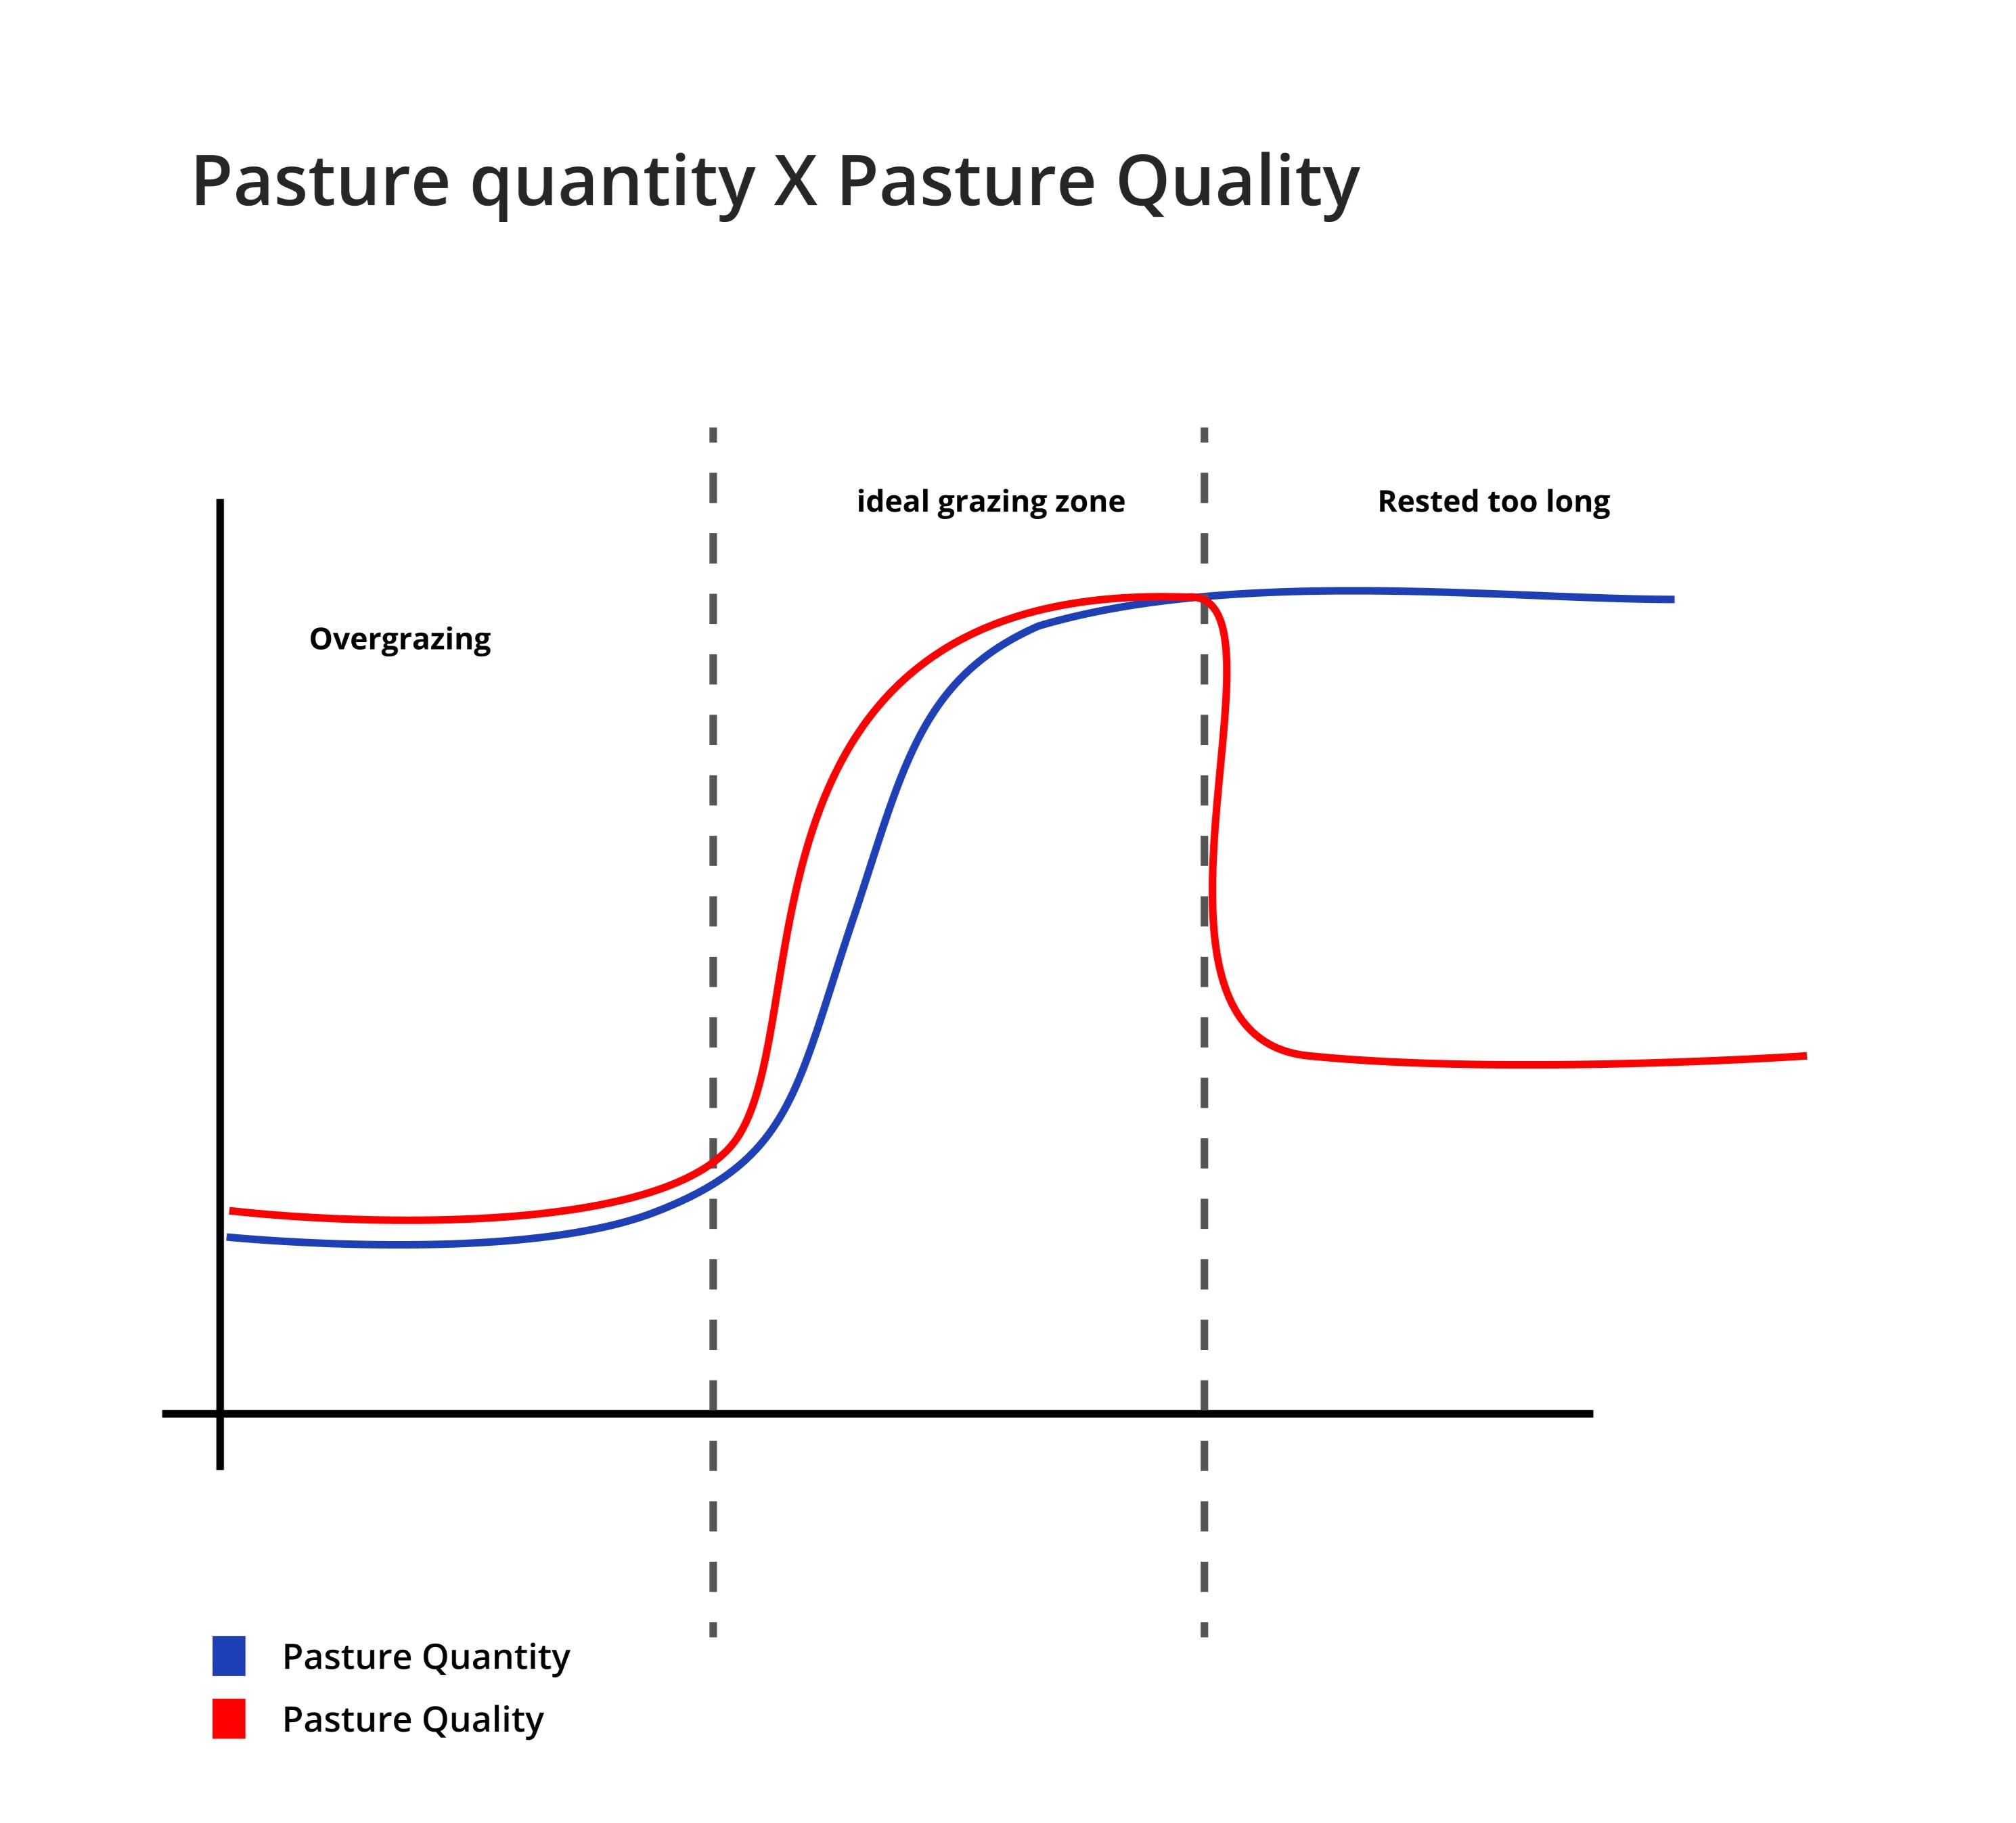 Pasture quantity X Pasture Quality
ideal grazing zone
Rested too long
Overgrazing
Pasture Quantity
Pasture Quality